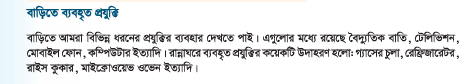 বাড়িতে ব্যবহৃত প্রযুক্তি
বাড়িতে আমরা বিভিন্ন ধরনের প্রযুক্তির ব্যবহার দেখতে পাই। এগুলোর মধ্যে রয়েছে বৈদ্যুতিক বাতি, টেলিভিশন,
মোবাইল ফোন, কম্পিউটার ইত্যাদি। রান্নাঘরে ব্যবহৃত প্রযুক্তির কয়েকটি উদাহরণ হলো: গ্যাসের চুলা, রেফ্রিজারেটর,
রাইস কুকার, মাইক্রোওয়েভ ওভেন ইত্যাদি।